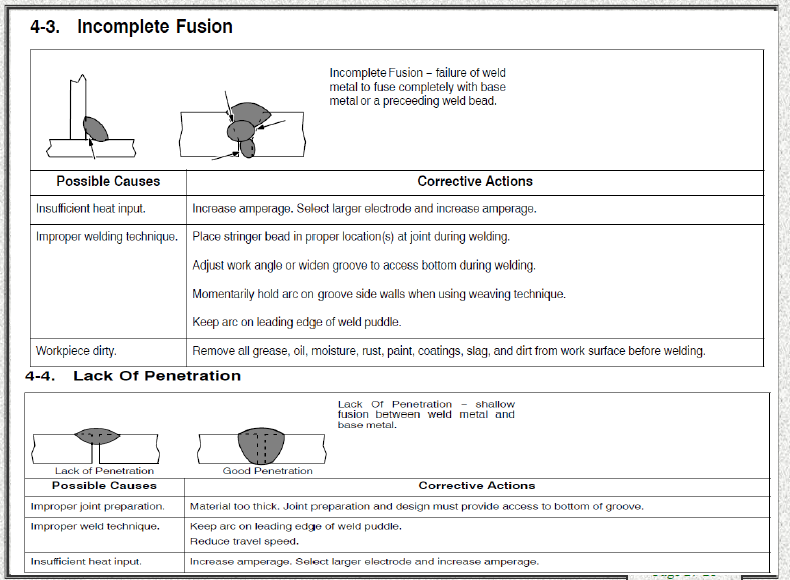 4-3. Incomplete Fusion
Incomplete Fusion – failure of weld
metal to fuse completely with base
metal or a preceeding weld bead.
Possible Causes Corrective Actions
Insufficient heat input. Increase amperage. Select larger electrode and increase amperage.
Improper welding technique. Place stringer bead in proper location(s) at joint during welding.
Adjust work angle or widen groove to access bottom during welding.
Momentarily hold arc on groove side walls when using weaving technique.
Keep arc on leading edge of weld puddle.
Workpiece dirty. Remove all grease, oil, moisture, rust, paint, coatings, slag, and dirt from work surface before welding.
4-4. Lack Of Penetration
Lack Of Penetration – shallow
fusion between weld metal and
base metal.
Lack of Penetration Good Penetration
Possible Causes Corrective Actions
Improper joint preparation. Material too thick. Joint preparation and design must provide access to bottom of groove.
Improper weld technique. Keep arc on leading edge of weld puddle.
Reduce travel speed.
Insufficient heat input. Increase amperage. Select larger electrode and increase amperage.